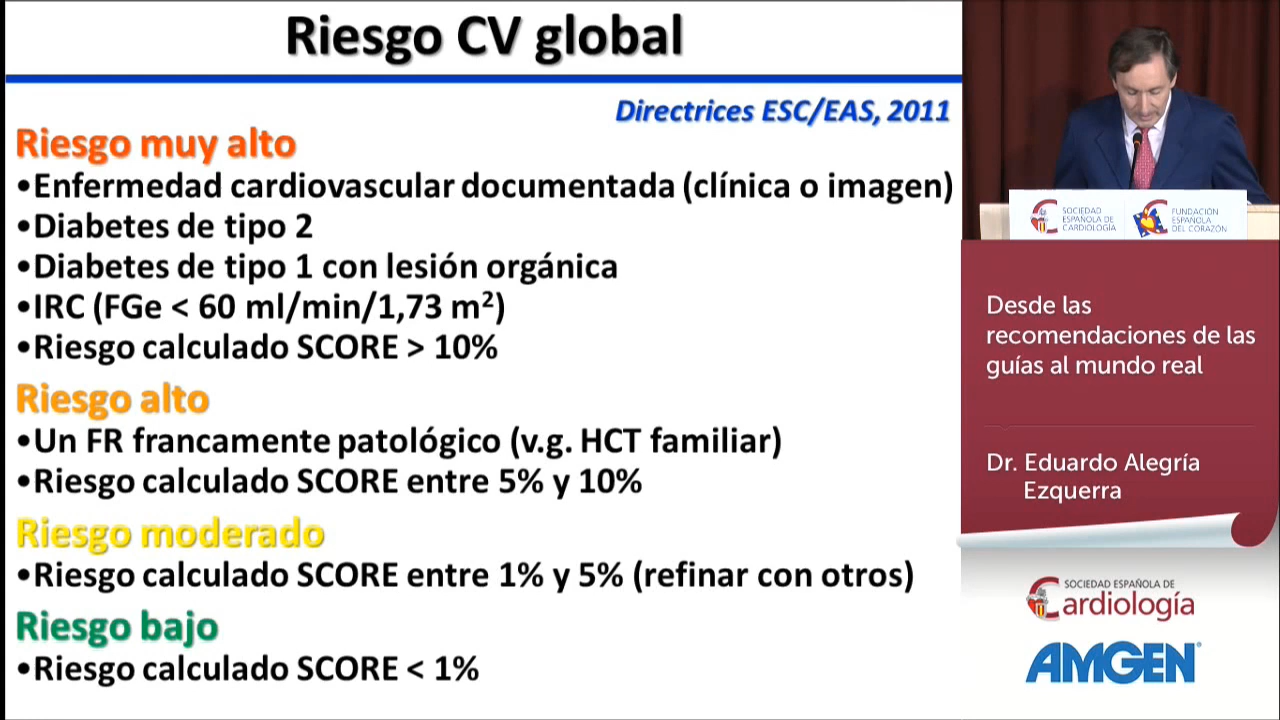 Riesgo CV global
Directrices ESC/EAS, 2011
Riesgo muy alto
•Enfermedad cardiovascular documentada (clínica o imagen)
•Diabetes de tipo 2
•Diabetes de tipo 1 con lesión orgánica
•IRC (FGe < 60 ml/min/1,73 m²)
•Riesgo calculado SCORE > 10%
Riesgo alto
•Un FR francamente patológico (v.g. HCT familiar)
•Riesgo calculado SCORE entre 5% y 10%
Riesgo moderado
•Riesgo calculado SCORE entre 1% y 5% (refinar con otros)
Riesgo bajo
•Riesgo calculado SCORE < 1%
SOCIEDAD
ESPAÑOLA DE
CARDIOLOGÍA
FUNDACIÓN
ESPAÑOLA
DEL CORAZÓN
Desde las
recomendaciones de las
guías al mundo real
Dr. Eduardo Alegría
Ezquerra
SOCIEDAD ESPAÑOLA DE
Cardiología
AMGEN